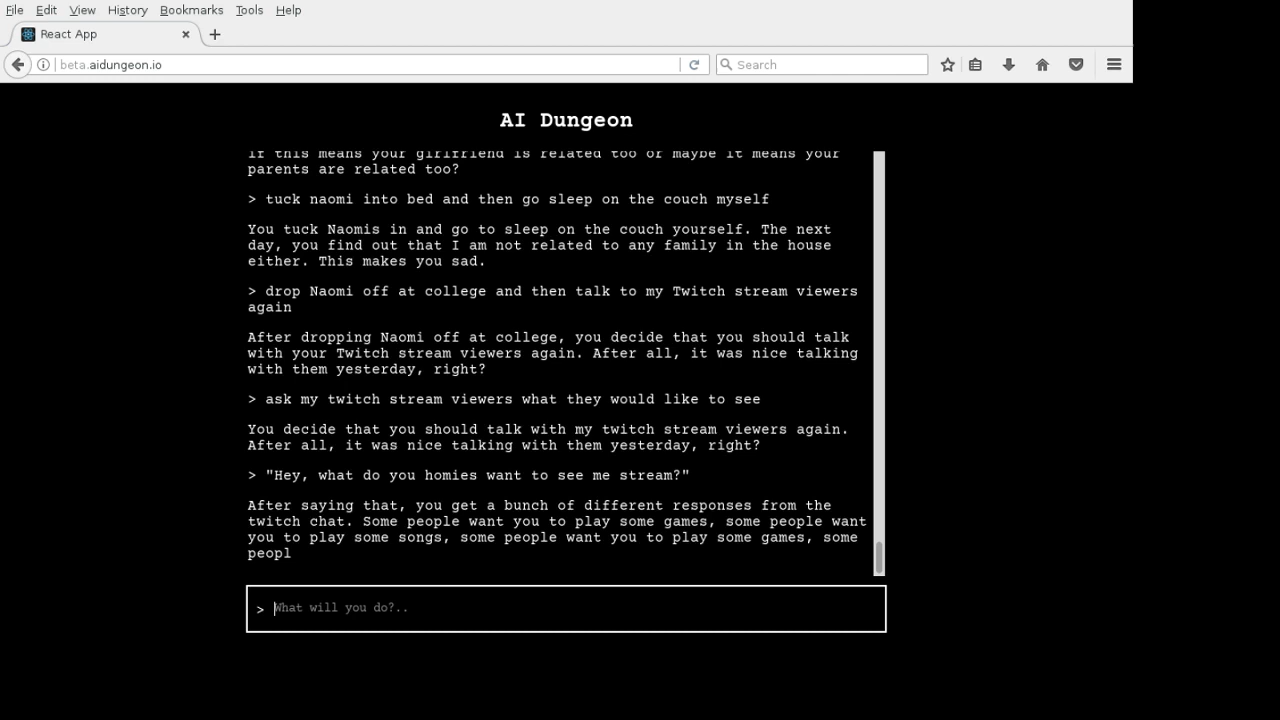 File Edit View History Bookmarks Tools Help
React App
beta.aidungeon.io
Search
AI Dungeon
if this means your girlfriend is related too or maybe it means your
parents are related too?
> tuck naomi into bed and then go sleep on the couch myself
You tuck Naomis in and go to sleep on the couch yourself. The next
day, you find out that I am not related to any family in the house
either. This makes you sad.
> drop Naomi off at college and then talk to my Twitch stream viewers
again
After dropping Naomi off at college, you decide that you should talk
with your Twitch stream viewers again. After all, it was nice talking
with them yesterday, right?
> ask my twitch stream viewers what they would like to see
You decide that you should talk with my twitch stream viewers again.
After all, it was nice talking with them yesterday, right?
> "Hey, what do you homies want to see me stream?"
After saying that, you get a bunch of different responses from the
twitch chat. Some people want you to play some games, some people want
you to play some songs, some people want you to play some games, some
peopl
> What will you do?..